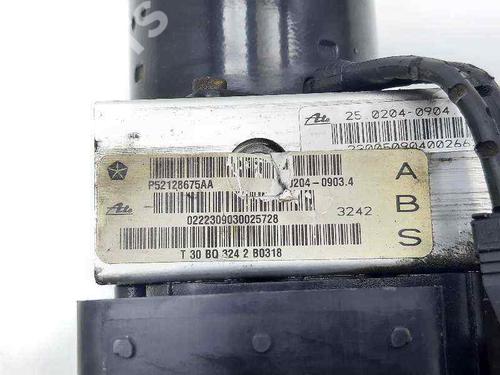 Ate 25 0204-0904
P52128675AA
0204-0903.4
Ate
0222309030025728
3242
T 30 BQ 324 2 B0318
A
B
S